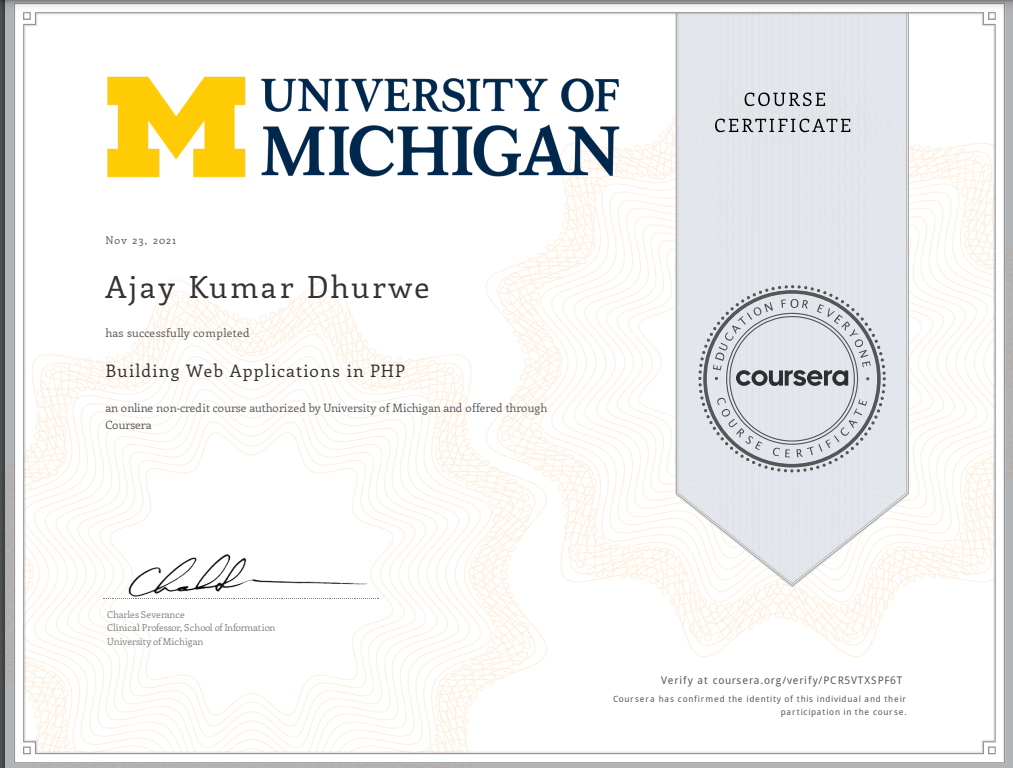 UNIVERSITY OF
MICHIGAN
COURSE
CERTIFICATE
Nov 23, 2021
Ajay Kumar Dhurwe
has successfully completed
Building Web Applications in PHP
an online non-credit course authorized by University of Michigan and offered through
Coursera
EDUCATION FOR EVERYONE
coursera
COURSE CERTIFICATE
Charles Severance
Clinical Professor, School of Information
University of Michigan
Verify at coursera.org/verify/PCR5VTXSPF6T
Coursera has confirmed the identity of this individual and their
participation in the course.